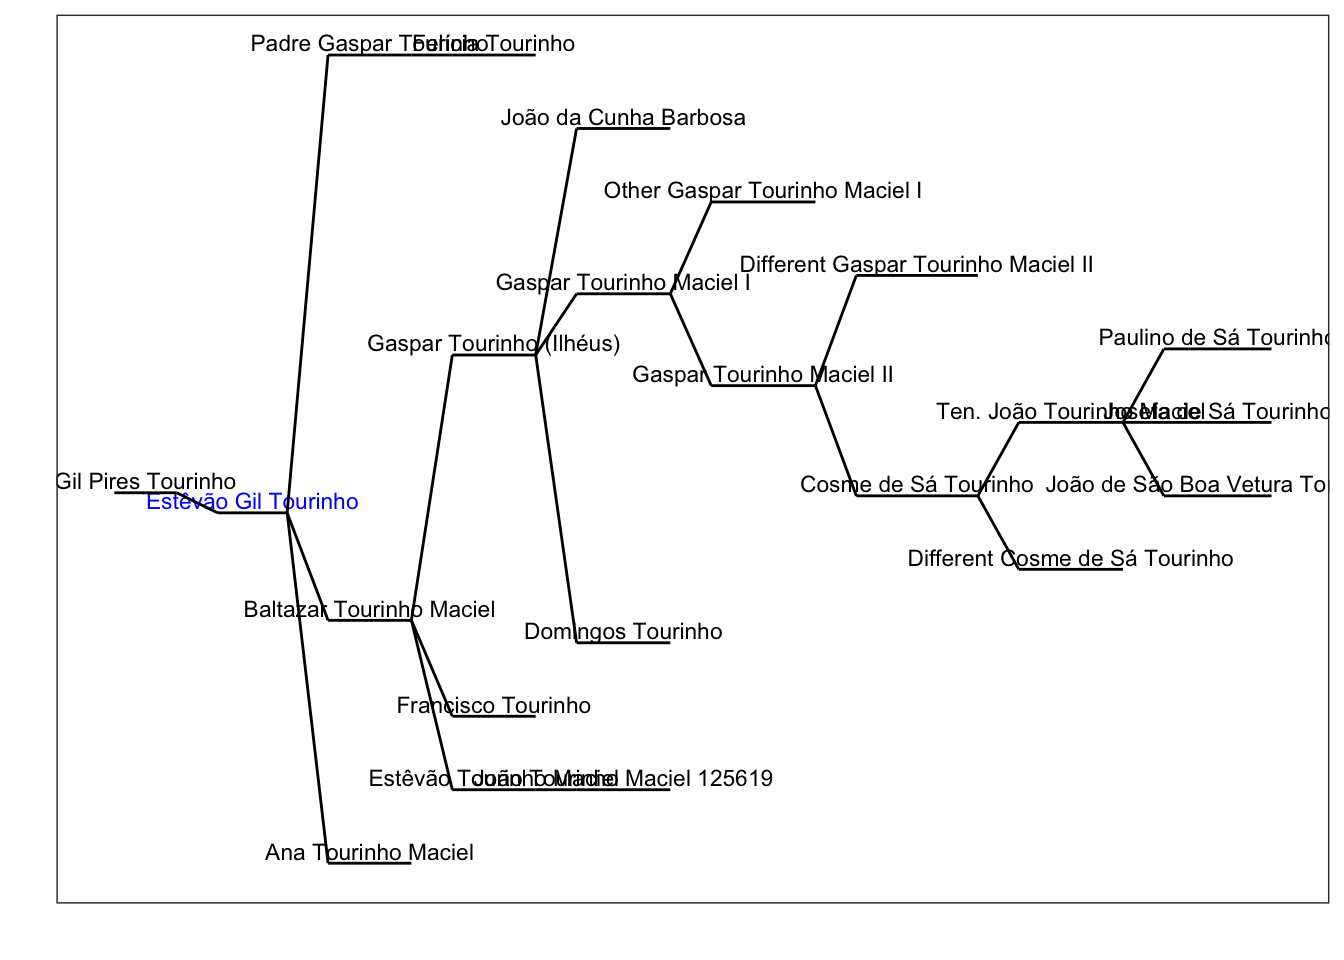 Padre Gaspar Tourinho
Felícia Tourinho
João da Cunha Barbosa
Other Gaspar Tourinho Maciel I
Different Gaspar Tourinho Maciel II
Gaspar Tourinho Maciel I
Paulino de Sá Tourinho
Gaspar Tourinho (Ilhéus)
Gaspar Tourinho Maciel II
Ten. João Tourinho Maciel
Josefa de Sá Tourinho
Gil Pires Tourinho
Cosme de Sá Tourinho
João de São Boa Vetura To
Estêvão Gil Tourinho
Different Cosme de Sá Tourinho
Baltazar Tourinho Maciel
Domingos Tourinho
Francisco Tourinho
Estêvão Tourinho Maciel
João Tourinho Maciel 125619
Ana Tourinho Maciel